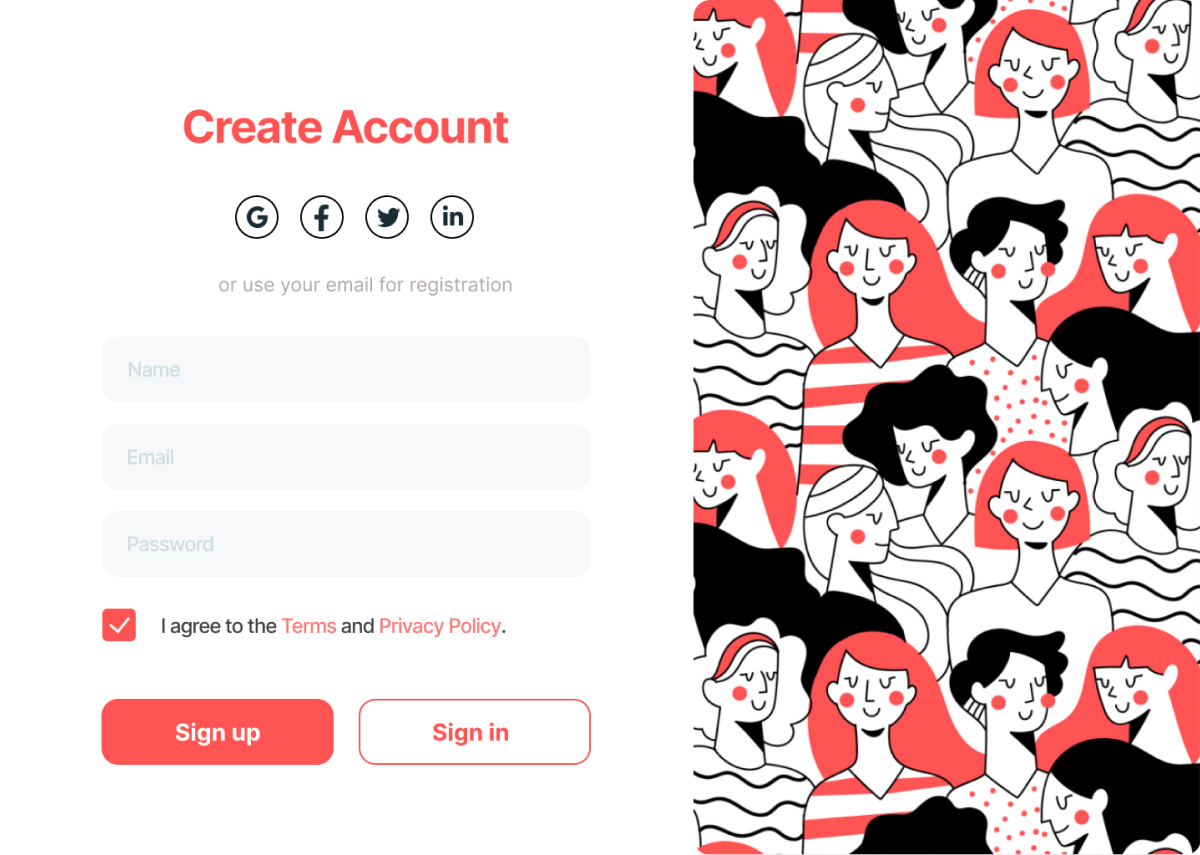 Create Account
G f in
or use your email for registration
Name
Email
Password
I agree to the Terms and Privacy Policy.
Sign up Sign in